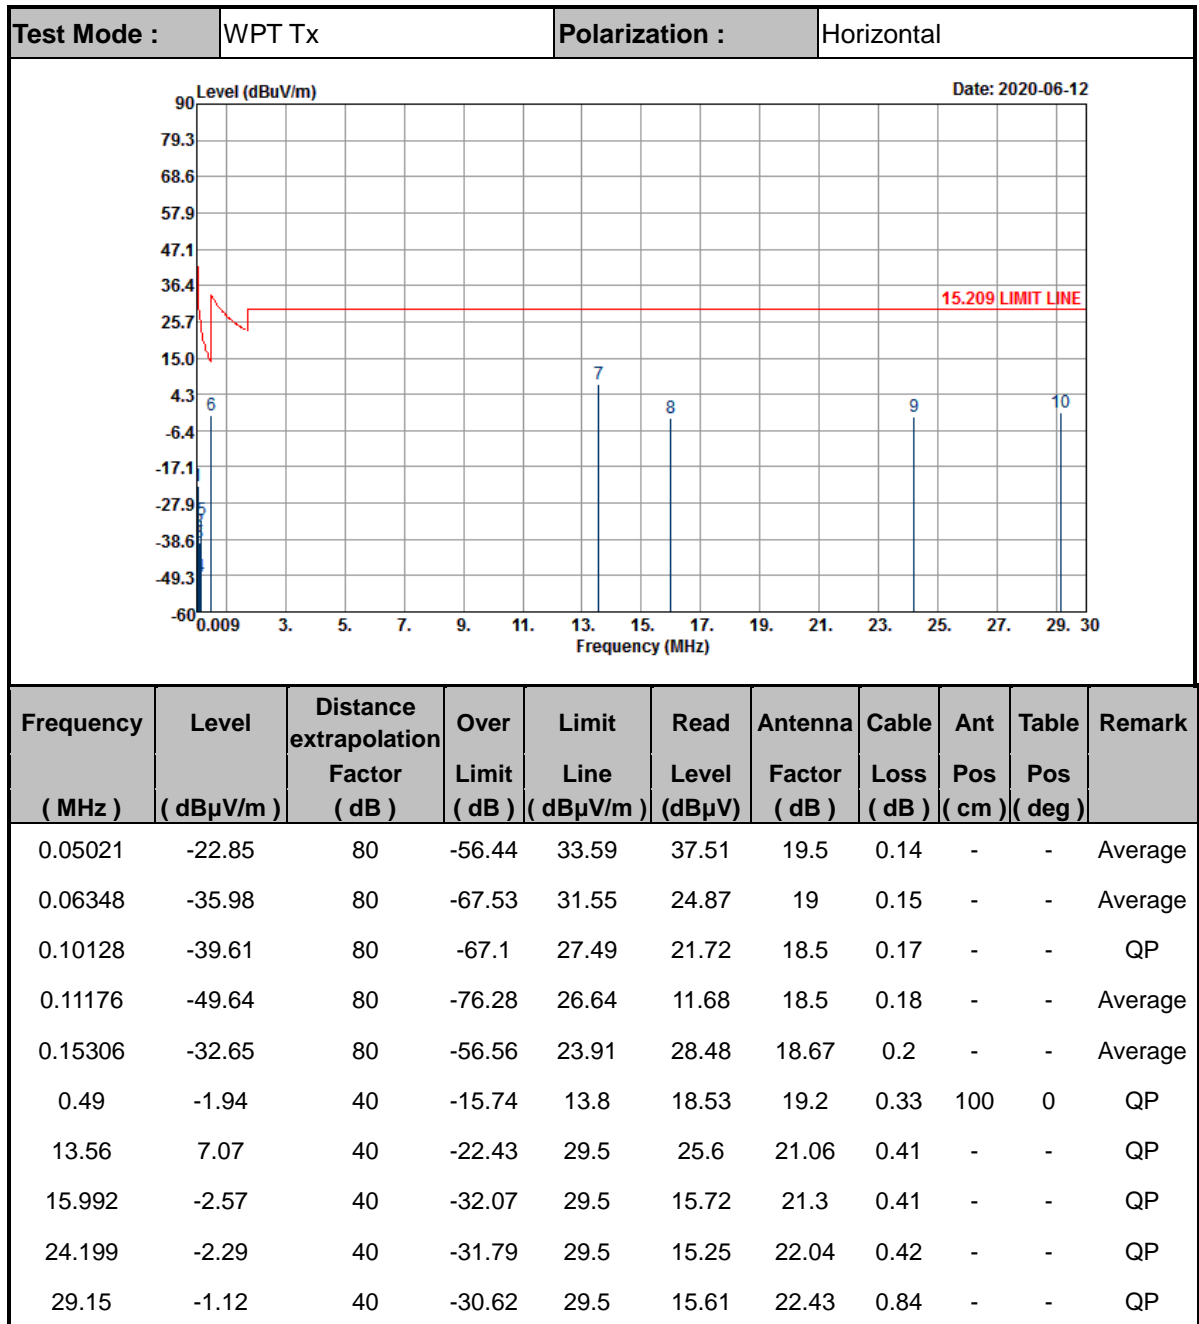 Test Mode : WPT Tx Polarization : Horizontal
Level (dBuV/m) Date: 2020-06-12
90
79.3
68.6
57.9
47.1
36.4
25.7
15.0
4.3
-6.4
-17.1
-27.9
-38.6
-49.3
-60
15.209 LIMIT LINE
5
6
7
8
9
10
0.009 3. 5. 7. 9. 11. 13. 15. 17. 19. 21. 23. 25. 27. 29. 30
Frequency (MHz)
Frequency Level Distance extrapolation Over Limit Read Antenna Cable Ant Table Remark
Factor Limit Line Level Factor Loss Pos Pos
( MHz ) ( dBµV/m ) ( dB ) ( dB ) ( dBµV/m ) (dBµV) ( dB ) ( dB ) ( cm ) ( deg )
0.05021 -22.85 80 -56.44 33.59 37.51 19.5 0.14 - - Average
0.06348 -35.98 80 -67.53 31.55 24.87 19 0.15 - - Average
0.10128 -39.61 80 -67.1 27.49 21.72 18.5 0.17 - - QP
0.11176 -49.64 80 -76.28 26.64 11.68 18.5 0.18 - - Average
0.15306 -32.65 80 -56.56 23.91 28.48 18.67 0.2 - - Average
0.49 -1.94 40 -15.74 13.8 18.53 19.2 0.33 100 0 QP
13.56 7.07 40 -22.43 29.5 25.6 21.06 0.41 - - QP
15.992 -2.57 40 -32.07 29.5 15.72 21.3 0.41 - - QP
24.199 -2.29 40 -31.79 29.5 15.25 22.04 0.42 - - QP
29.15 -1.12 40 -30.62 29.5 15.61 22.43 0.84 - - QP